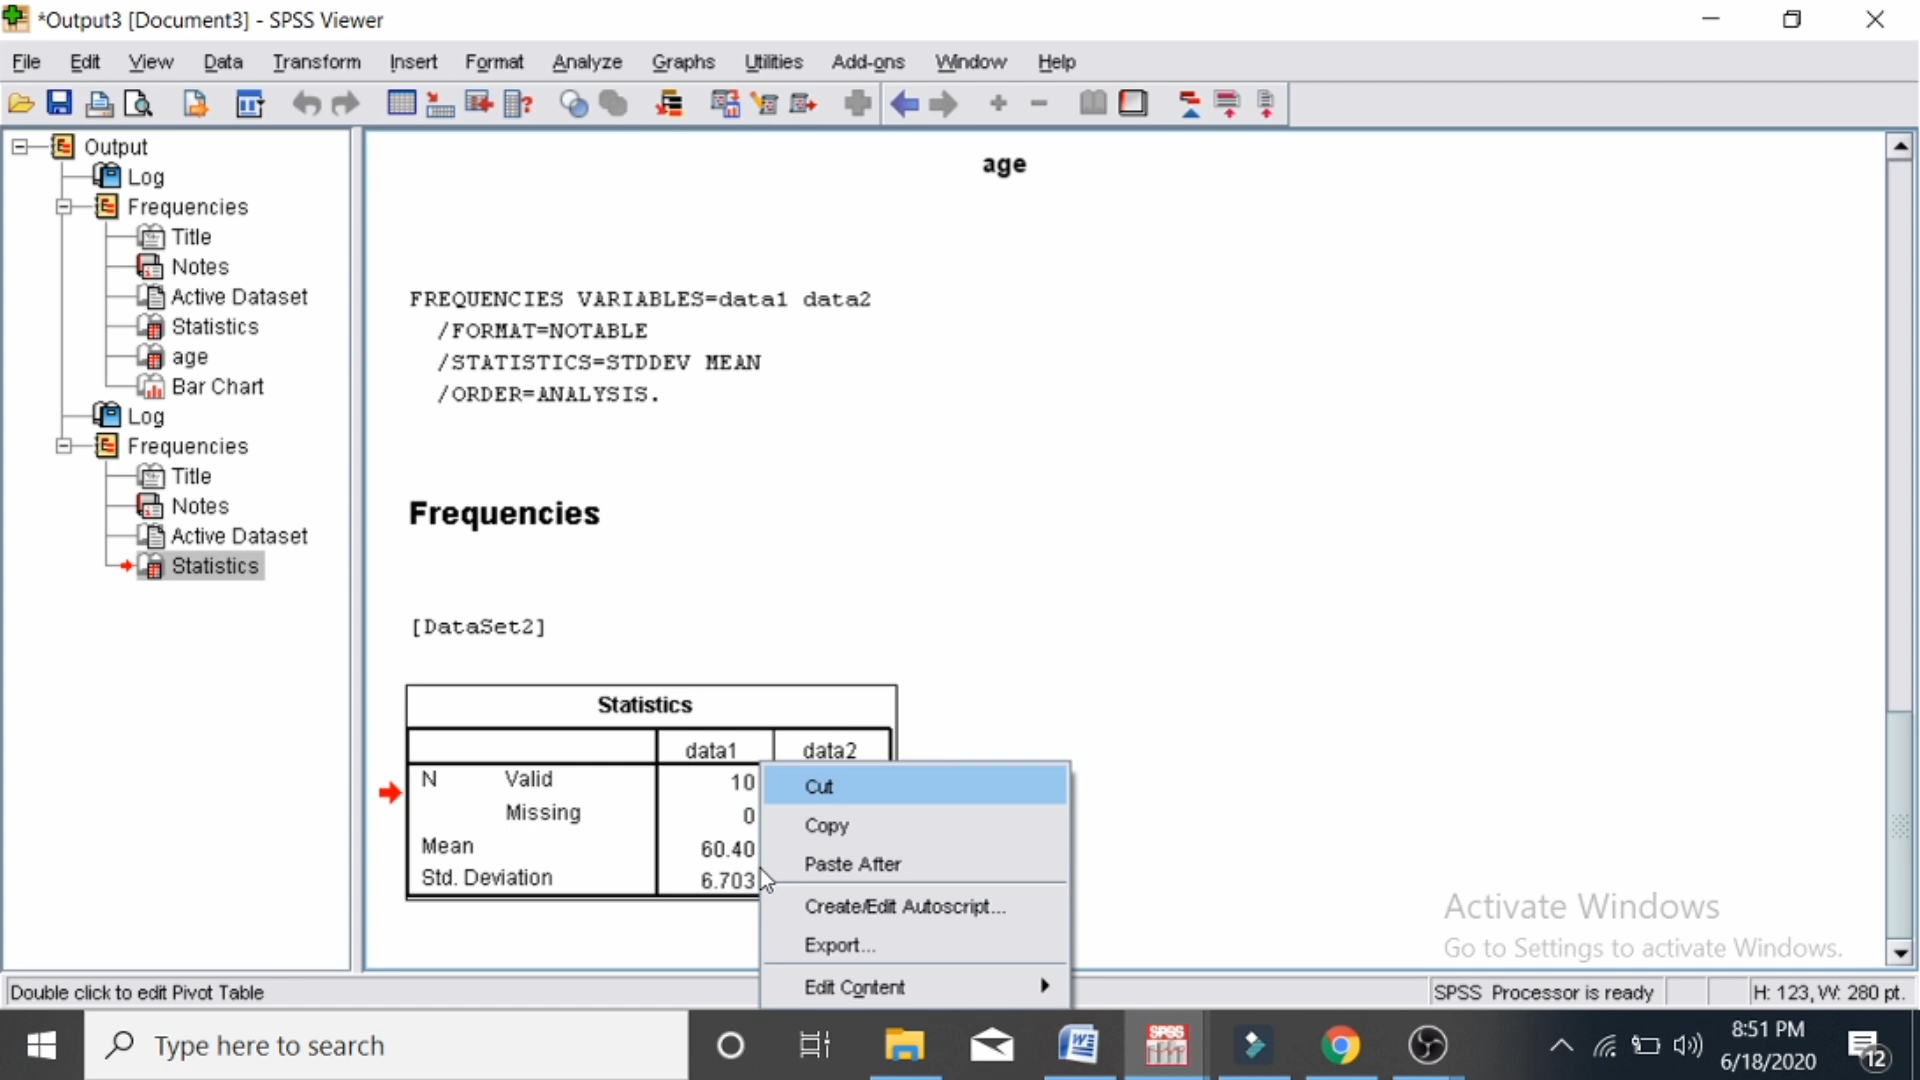 *Output3 [Document3] - SPSS Viewer
File Edit View Data Transform Insert Format Analyze Graphs Utilities Add-ons Window Help
Output
Log
Frequencies
Title
Notes
Active Dataset
Statistics
age
Bar Chart
Log
Frequencies
Title
Notes
Active Dataset
Statistics
age
FREQUENCIES VARIABLES=data1 data2
/FORMAT=NOTABLE
/STATISTICS=STDDEV MEAN
/ORDER=ANALYSIS.
Frequencies
[DataSet2]
Statistics
data1 data2
N Valid 10
Missing 0
Mean 60.40
Std. Deviation 6.703
Cut
Copy
Paste After
Create/Edit Autoscript...
Export...
Edit Content
Activate Windows
Go to Settings to activate Windows.
Double click to edit Pivot Table
SPSS Processor is ready
H: 123, W: 280 pt.
Type here to search
SPSS
8:51 PM
6/18/2020
12